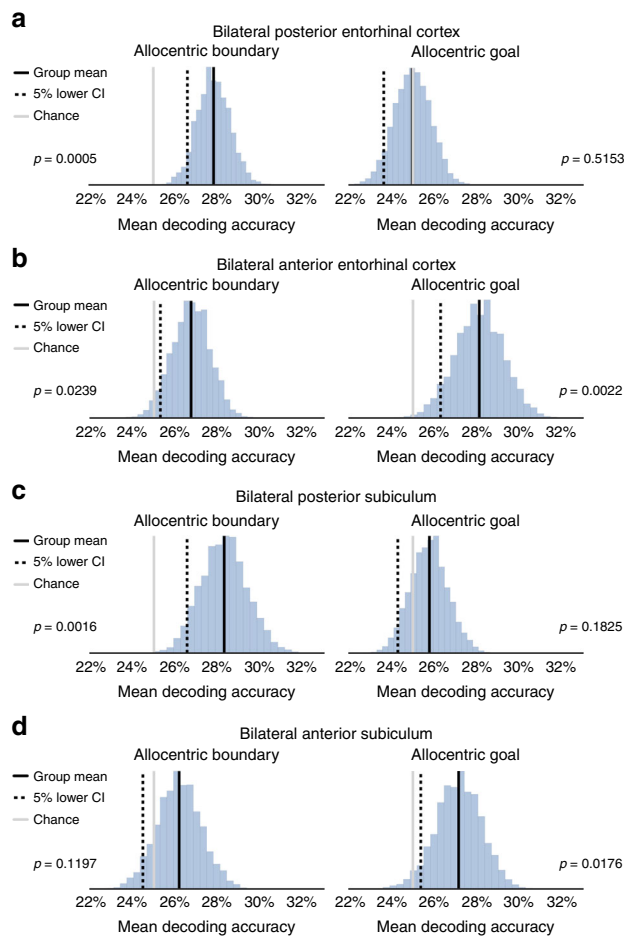 a
Bilateral posterior entorhinal cortex
Allocentric boundary
Allocentric goal
Group mean
5% lower CI
Chance
p = 0.0005
p = 0.5153
22% 24% 26% 28% 30% 32%
22% 24% 26% 28% 30% 32%
Mean decoding accuracy
Mean decoding accuracy
b
Bilateral anterior entorhinal cortex
Allocentric boundary
Allocentric goal
Group mean
5% lower CI
Chance
p = 0.0239
p = 0.0022
22% 24% 26% 28% 30% 32%
22% 24% 26% 28% 30% 32%
Mean decoding accuracy
Mean decoding accuracy
c
Bilateral posterior subiculum
Allocentric boundary
Allocentric goal
Group mean
5% lower CI
Chance
p = 0.0016
p = 0.1825
22% 24% 26% 28% 30% 32%
22% 24% 26% 28% 30% 32%
Mean decoding accuracy
Mean decoding accuracy
d
Bilateral anterior subiculum
Allocentric boundary
Allocentric goal
Group mean
5% lower CI
Chance
p = 0.1197
p = 0.0176
22% 24% 26% 28% 30% 32%
22% 24% 26% 28% 30% 32%
Mean decoding accuracy
Mean decoding accuracy